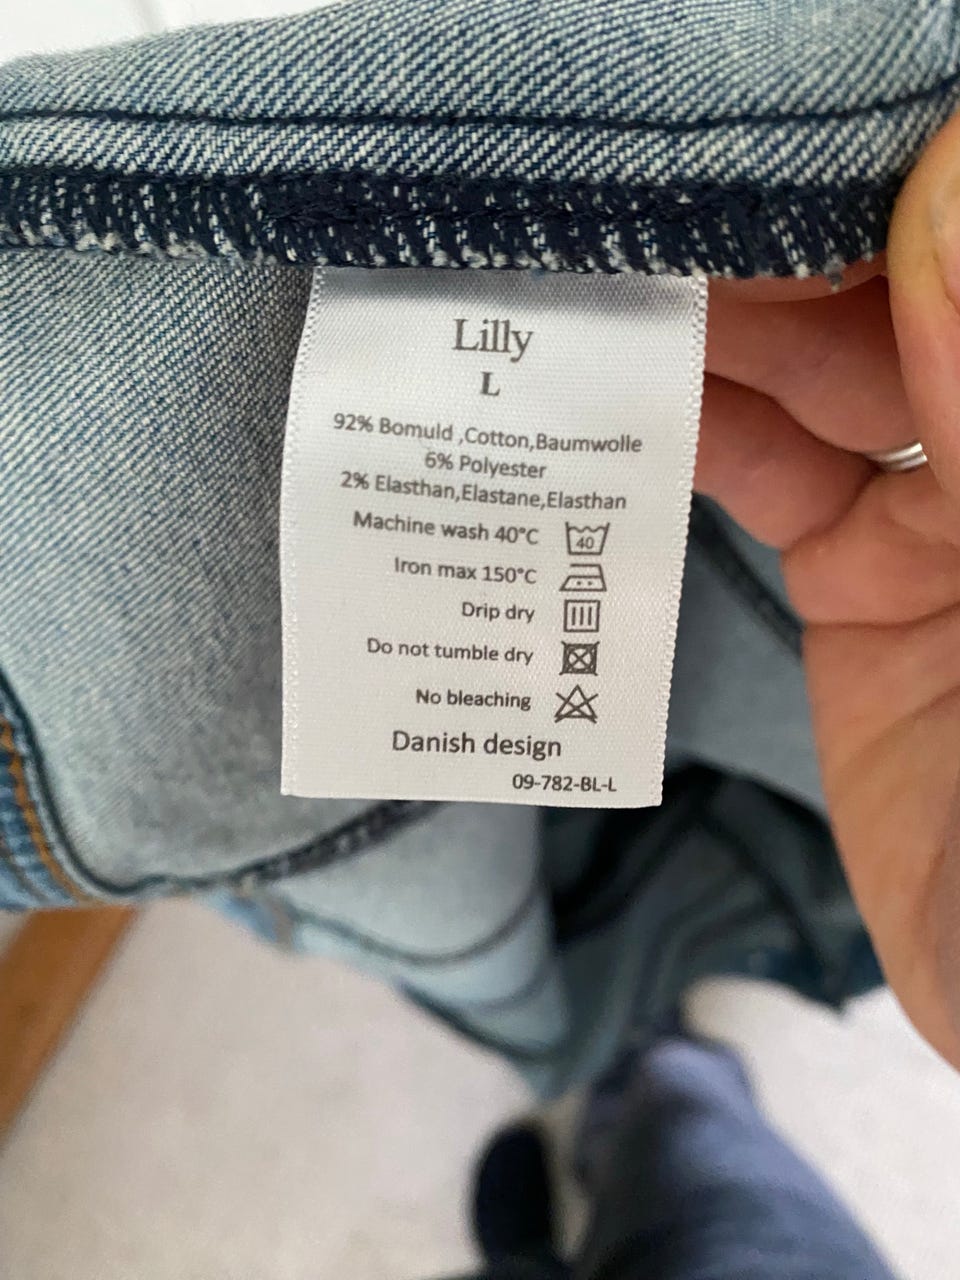 Lilly
L
92% Bomuld ,Cotton,Baumwolle
6% Polyester
2% Elasthan,Elastane,Elasthan
Machine wash 40°C 40
Iron max 150°C
Drip dry
Do not tumble dry
No bleaching
Danish design
09-782-BL-L